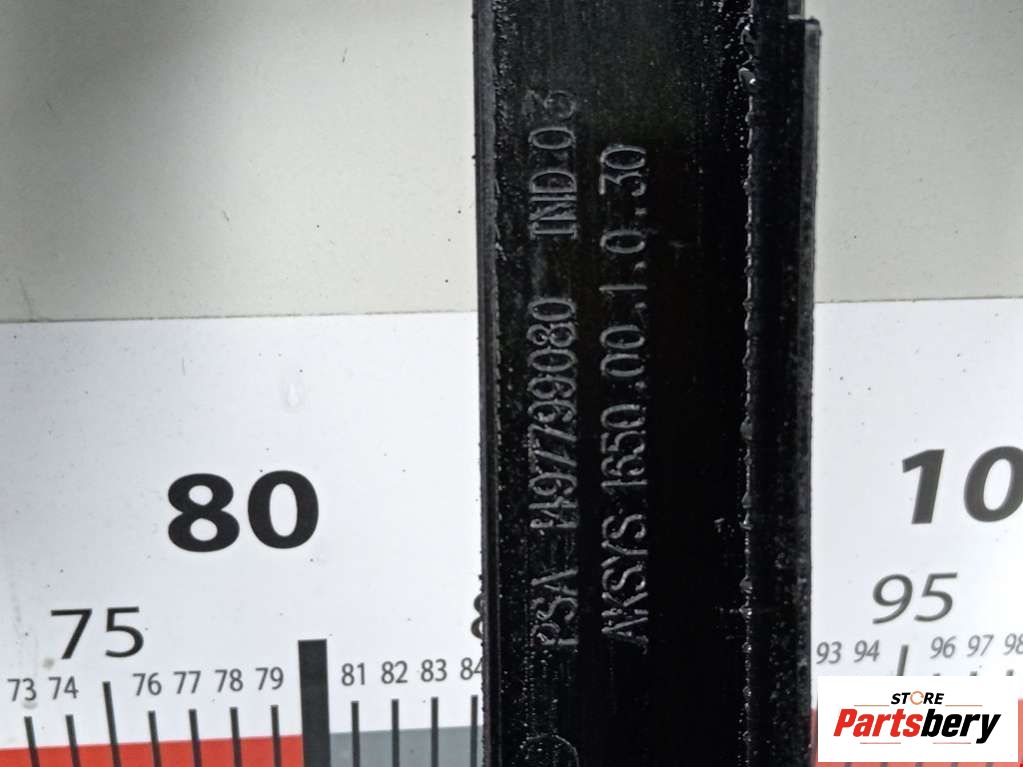 PSA 1497799080 IND.03
AKSYS 1650.00.1.0.30
80
10
75
95
73 74 76 77 78 79 81 82 83 84 93 94 96 97 98
STORE
Partsbery